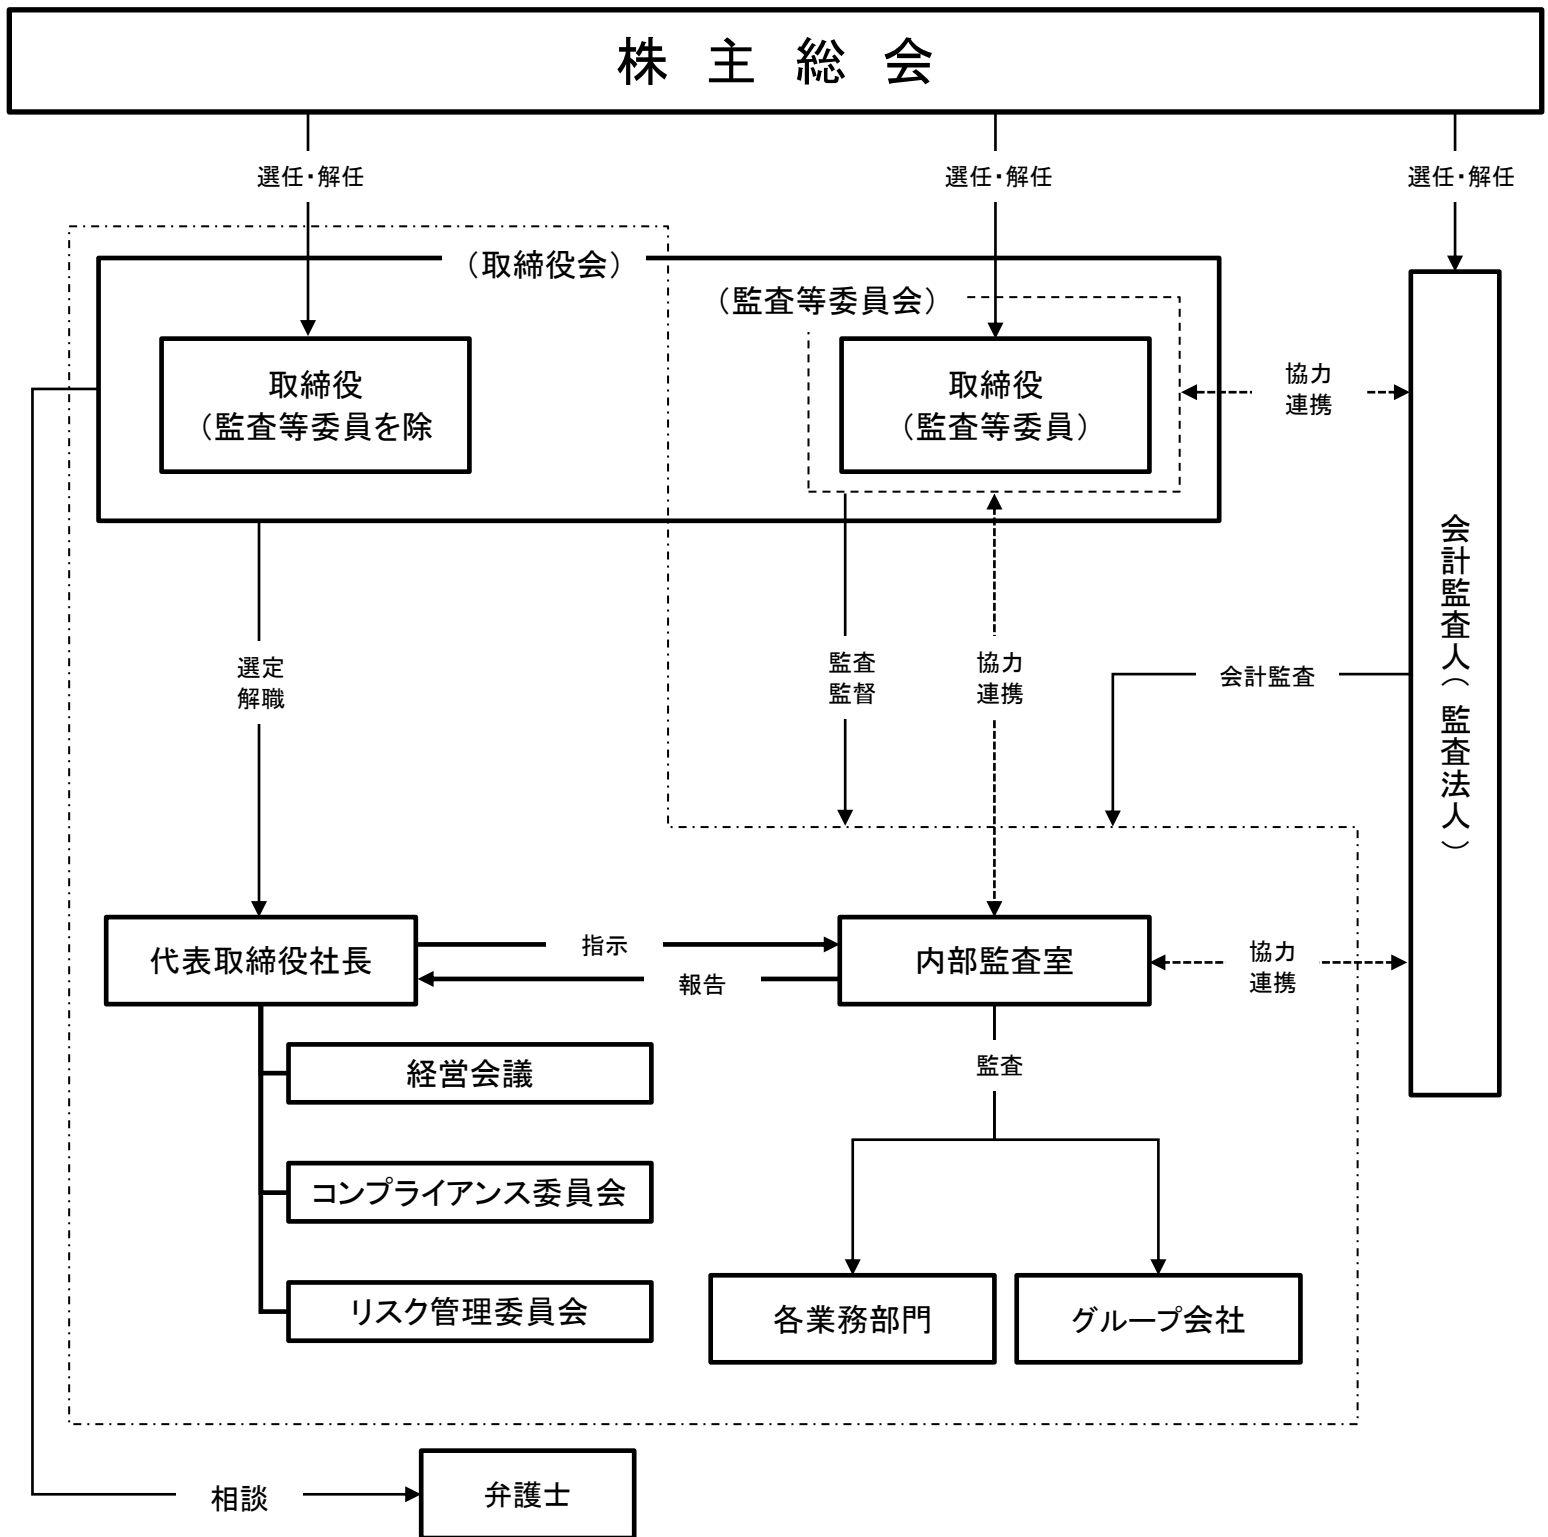 株主総会
選任・解任
選任・解任
選任・解任
（取締役会）
（監査等委員会）
取締役
（監査等委員を除
取締役
（監査等委員）
協力
連携
会計監査人（監査法人）
選定
解職
監査
監督
協力
連携
会計監査
代表取締役社長
指示
報告
内部監査室
協力
連携
経営会議
監査
コンプライアンス委員会
リスク管理委員会
各業務部門
グループ会社
相談
弁護士